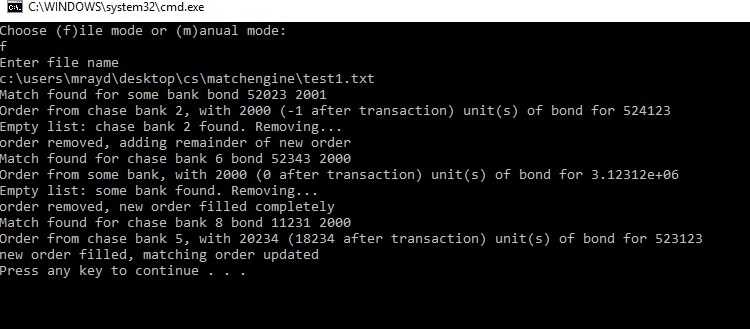 C:\WINDOWS\system32\cmd.exe
Choose (f)ile mode or (m)anual mode:
f
Enter file name
c:\users\mrayd\desktop\cs\matchengine\test1.txt
Match found for some bank bond 52023 2001
Order from chase bank 2, with 2000 (-1 after transaction) unit(s) of bond for 524123
Empty list: chase bank 2 found. Removing...
order removed, adding remainder of new order
Match found for chase bank 6 bond 52343 2000
Order from some bank, with 2000 (0 after transaction) unit(s) of bond for 3.12312e+06
Empty list: some bank found. Removing...
order removed, new order filled completely
Match found for chase bank 8 bond 11231 2000
Order from chase bank 5, with 20234 (18234 after transaction) unit(s) of bond for 523123
new order filled, matching order updated
Press any key to continue . . .